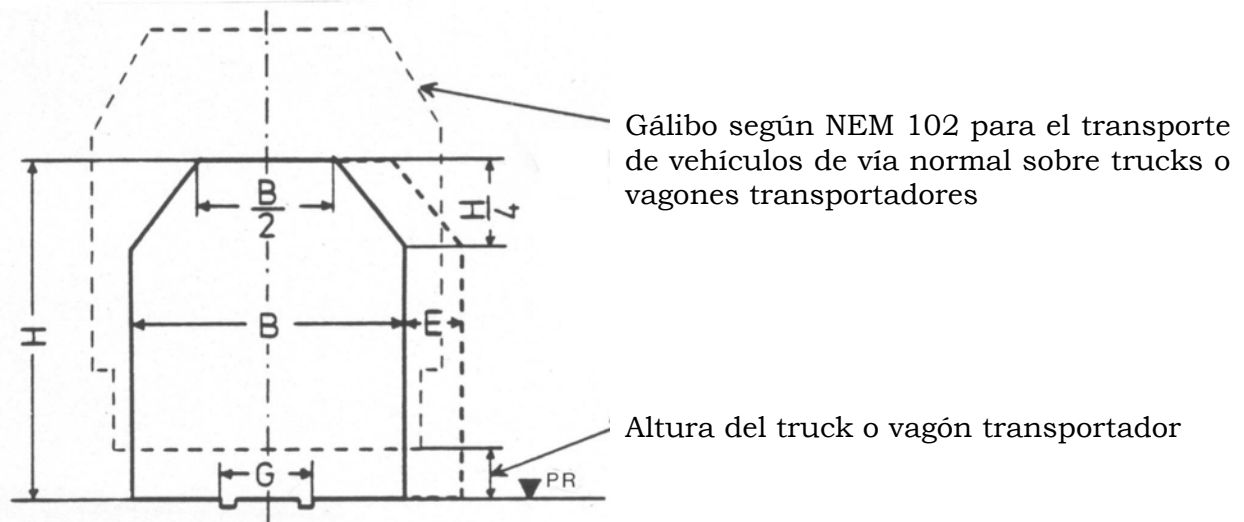 Gálibo según NEM 102 para el transporte
de vehículos de vía normal sobre trucks o
vagones transportadores
B
2
H
4
H
B
E
Altura del truck o vagón transportador
G
PR